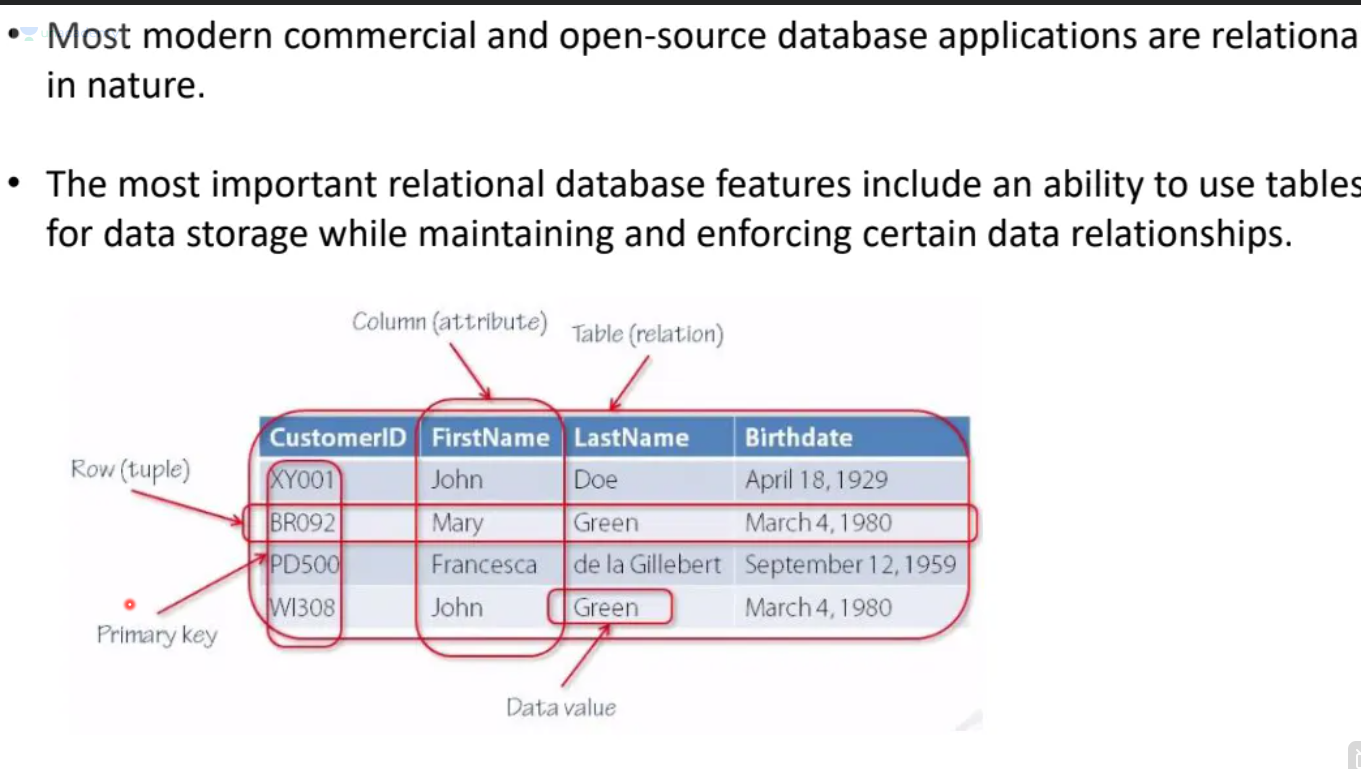 • Most modern commercial and open-source database applications are relationa
in nature.
• The most important relational database features include an ability to use tables
for data storage while maintaining and enforcing certain data relationships.
Column (attribute)
Table (relation)
CustomerID FirstName LastName Birthdate
Row (tuple)
XY001 John Doe April 18, 1929
BR092 Mary Green March 4, 1980
PD500 Francesca de la Gillebert September 12, 1959
WI308 John Green March 4, 1980
Primary key
Data value